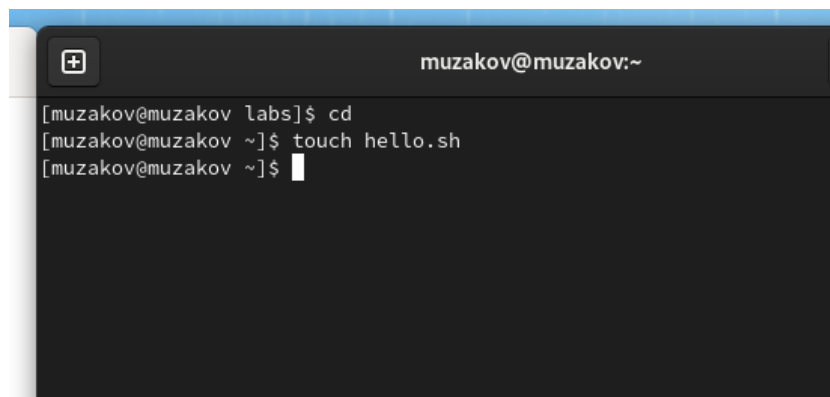 muzakov@muzakov:~
[muzakov@muzakov labs]$ cd
[muzakov@muzakov ~]$ touch hello.sh
[muzakov@muzakov ~]$